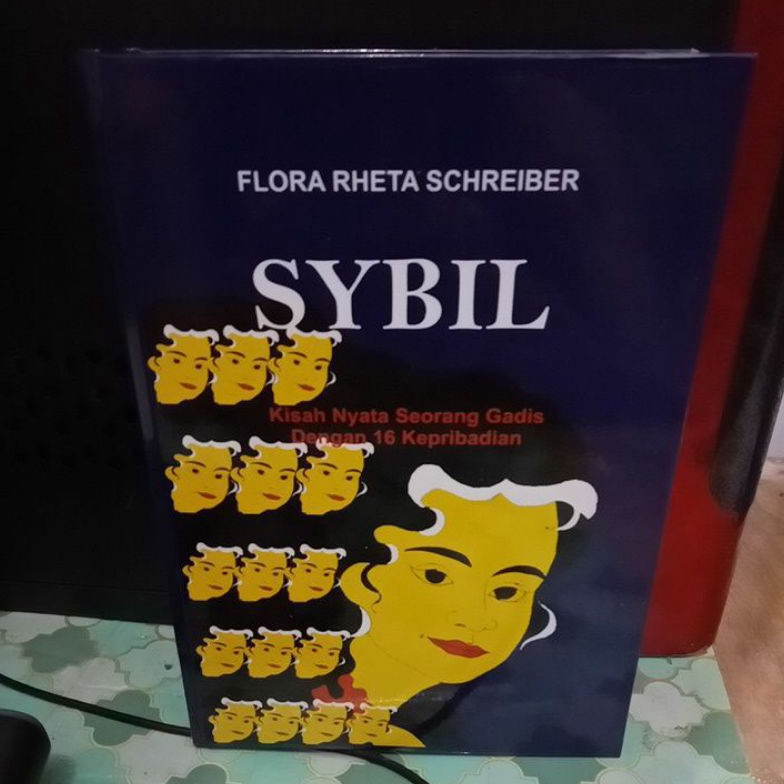 FLORA RHETA SCHREIBER
SYBIL
Kisah Nyata Seorang Gadis
Dengan 16 Kepribadian